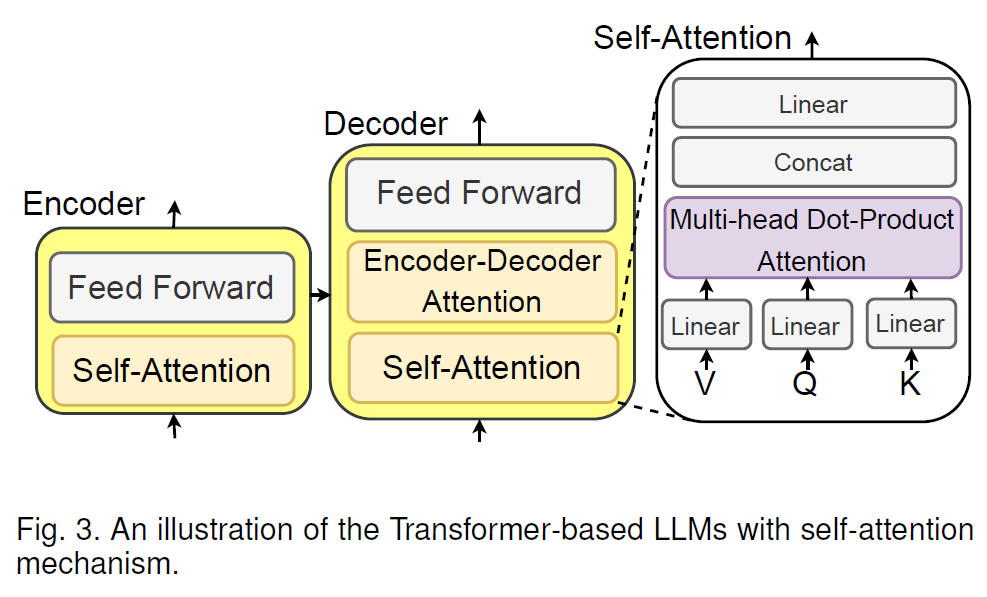 Encoder
Feed Forward
Self-Attention
Decoder
Feed Forward
Encoder-Decoder
Attention
Self-Attention
Self-Attention
Linear
Concat
Multi-head Dot-Product
Attention
Linear Linear Linear
V Q K
Fig. 3. An illustration of the Transformer-based LLMs with self-attention
mechanism.